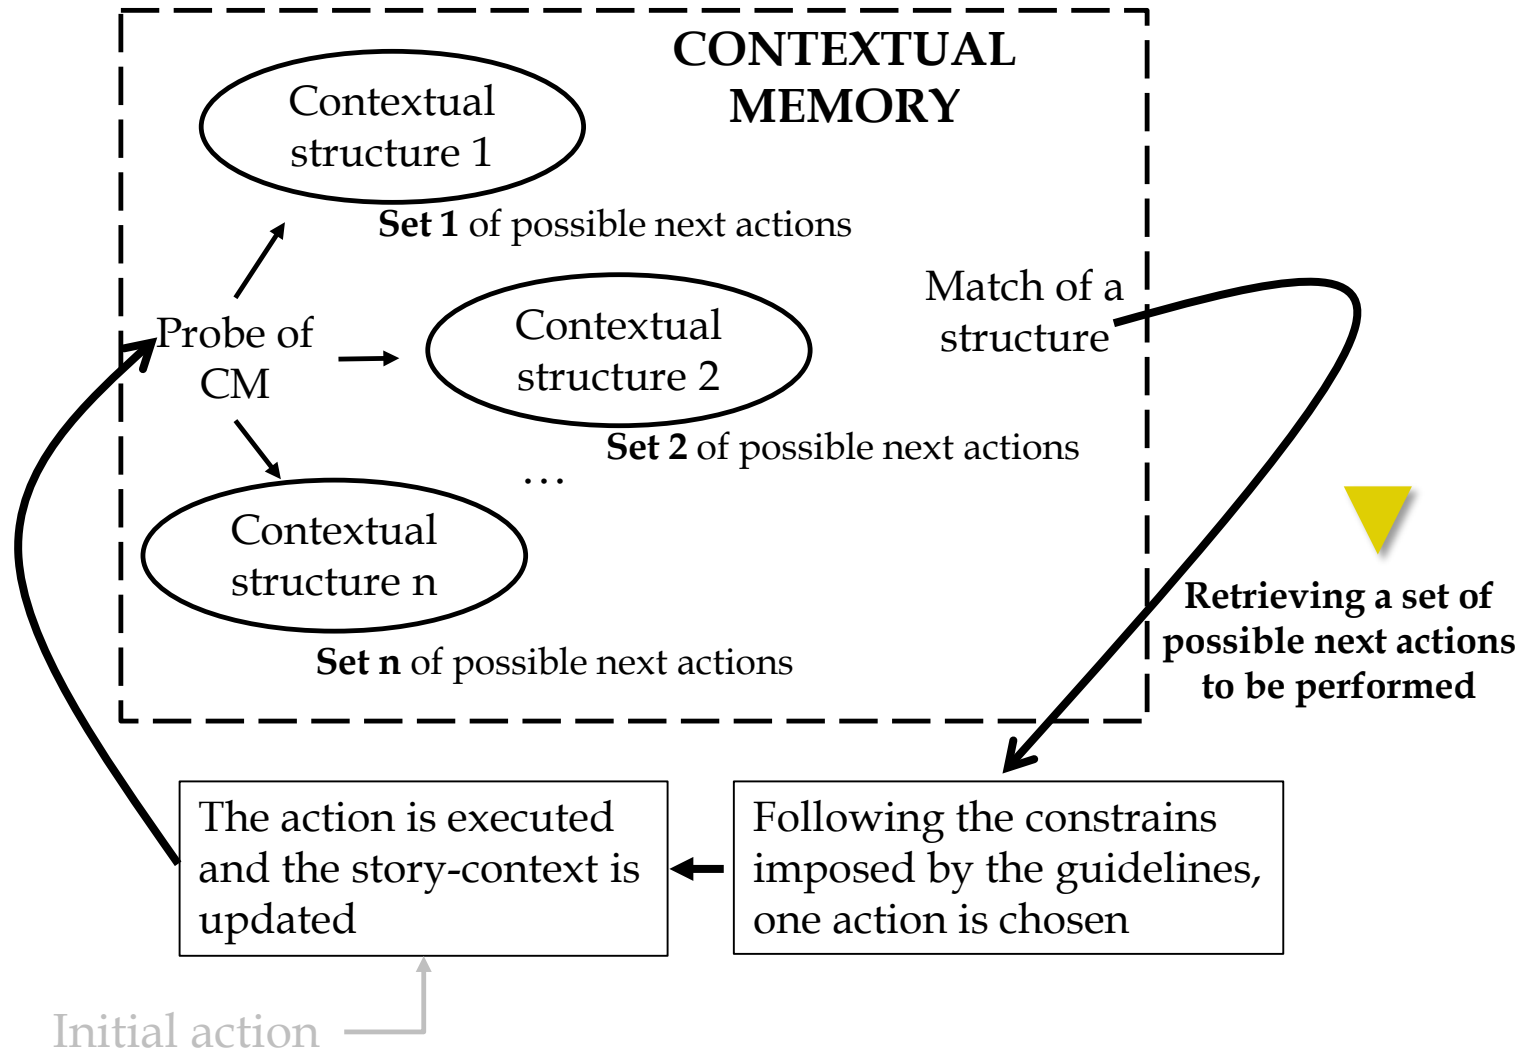 CONTEXTUAL
MEMORY
Contextual
structure 1
Set 1 of possible next actions
Probe of
CM
Contextual
structure 2
Match of a
structure
Set 2 of possible next actions
…
Contextual
structure n
Set n of possible next actions
Retrieving a set of
possible next actions
to be performed
The action is executed
and the story-context is
updated
Following the constrains
imposed by the guidelines,
one action is chosen
Initial action